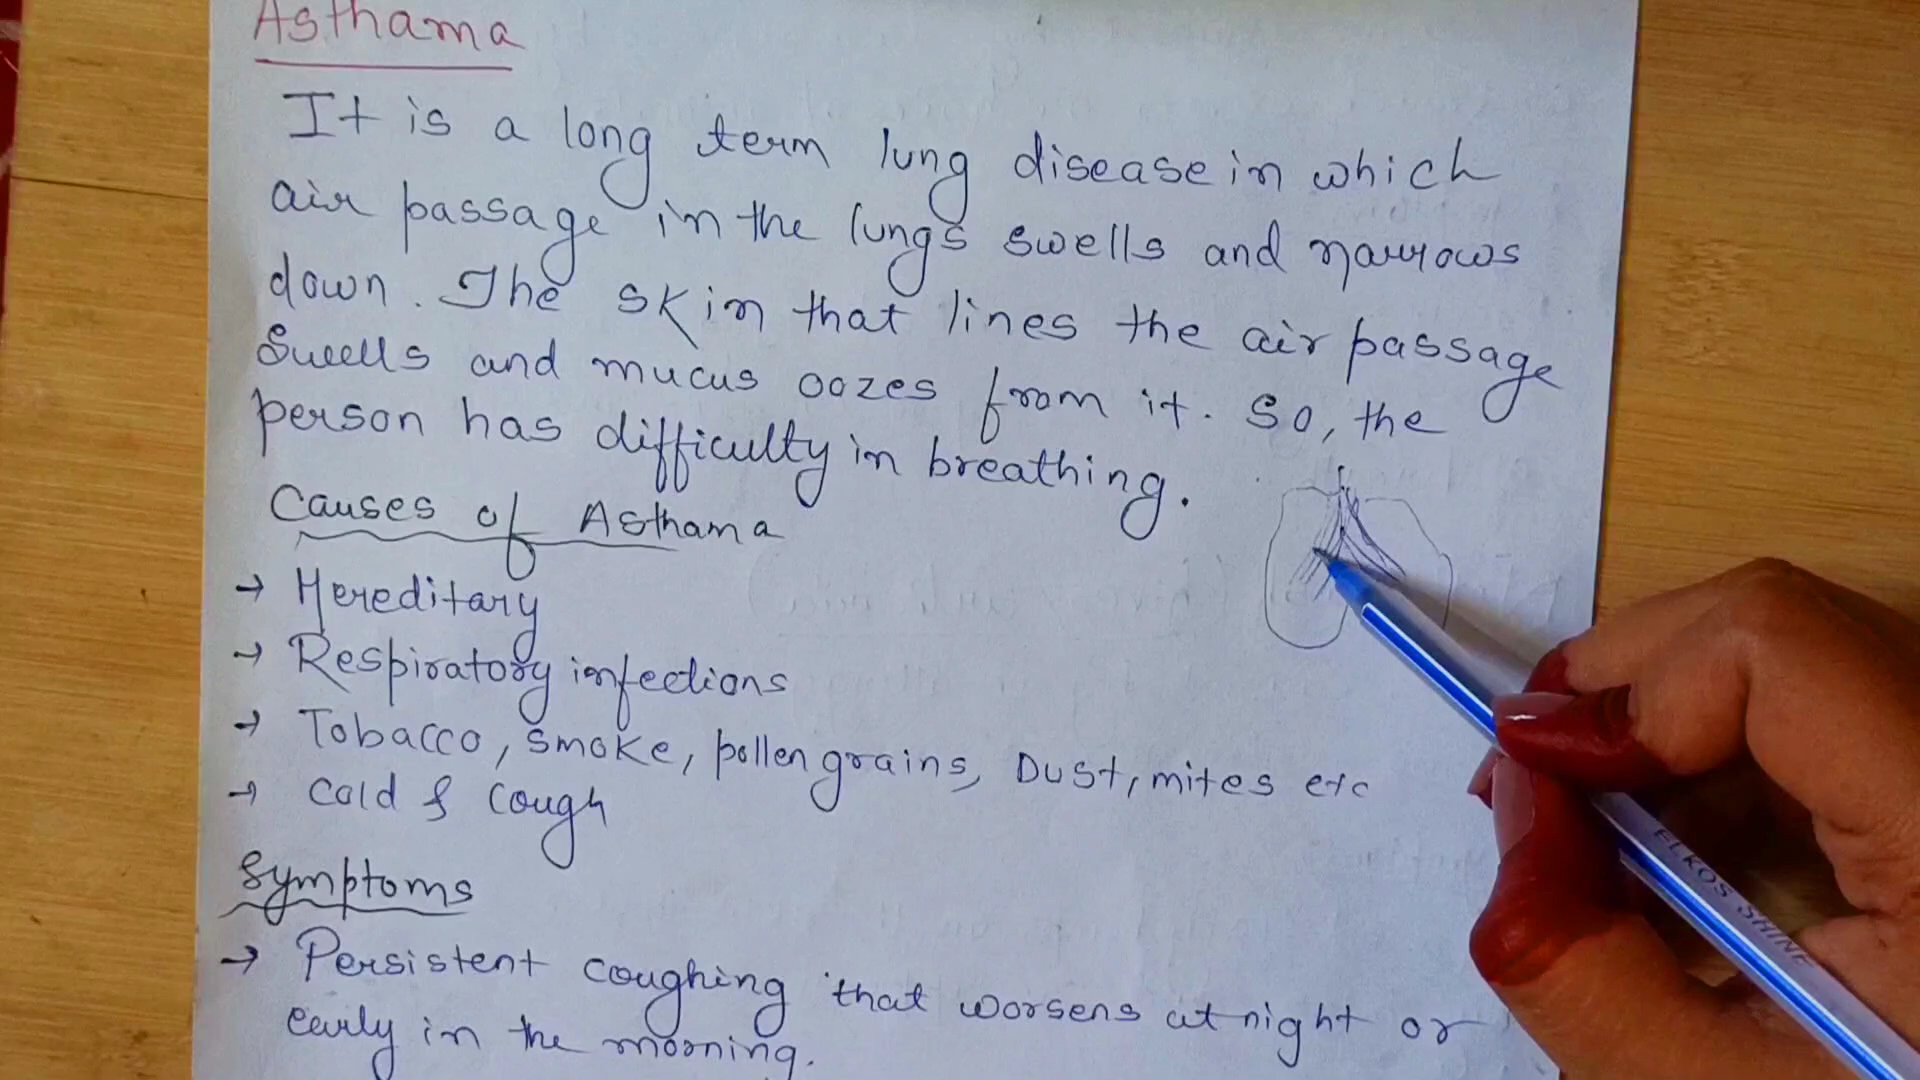 Asthama
It is a long term lung disease in which
air passage in the lungs swells and narrows
down. The skin that lines the air passage
Swells and mucus oozes from it. So, the
person has difficulty in breathing.
Causes of Asthama
→ Hereditary
→ Respiratory infections
→ Tobacco, smoke, pollen grains, Dust, mites etc
→ Cold & cough
Symptoms
→ Persistent coughing that worsens at night or
early in the morning.
ELKOS SHINE